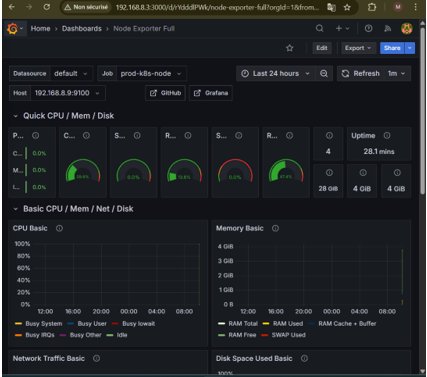 Non sécurisé 192.168.8.3:3000/d/rYdddlPWk/node-exporter-full?orgId=1&from...
Home › Dashboards › Node Exporter Full
Edit Export Share
Datasource default Job prod-k8s-node Last 24 hours Refresh 1m
Host 192.168.8.9:9100 GitHub Grafana
Quick CPU / Mem / Disk
P... C... S... R... S... R... Uptime
C... 0.0% 4 28.1 mins
M... 0.0% 0.0% 0.0% 47.4%
I... 0.0% 28 GiB 4 GiB 4 GiB
Basic CPU / Mem / Net / Disk
CPU Basic Memory Basic
100%
80%
60%
40%
20%
0%
12:00 16:00 20:00 00:00 04:00 08:00
Busy System Busy User Busy Iowait
Busy IRQs Busy Other Idle
4 GiB
3 GiB
2 GiB
1 GiB
0 B
12:00 16:00 20:00 00:00 04:00 08:00
RAM Total RAM Used RAM Cache + Buffer
RAM Free SWAP Used
Network Traffic Basic Disk Space Used Basic
100%